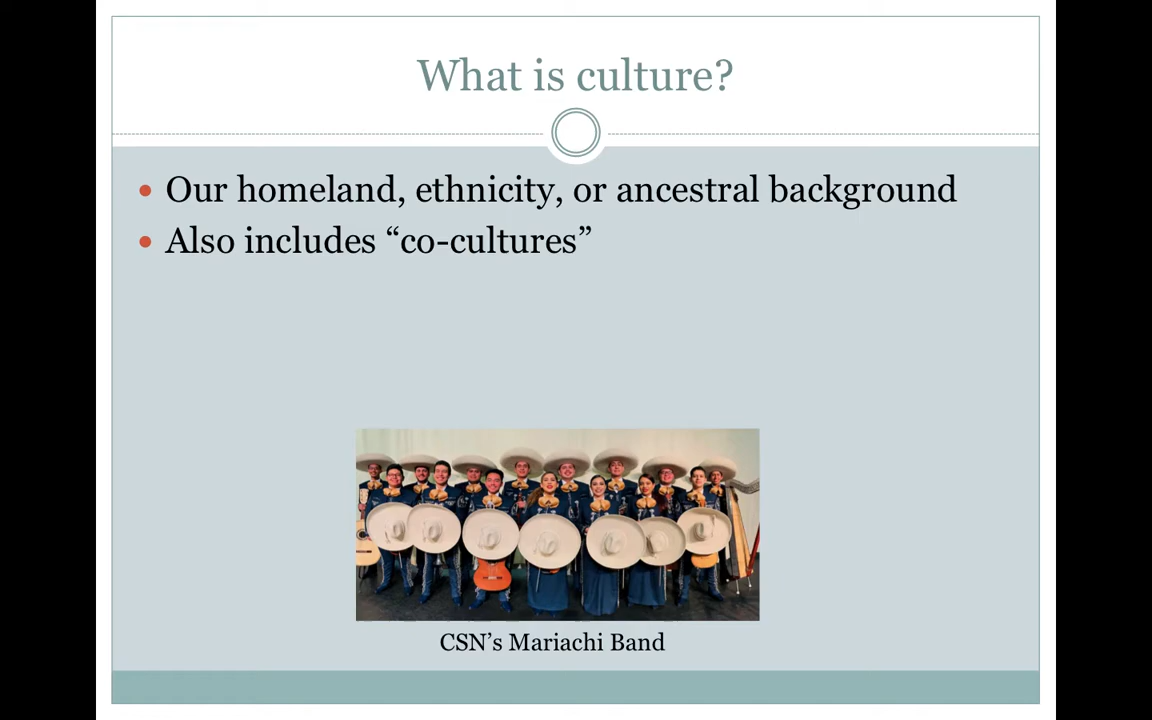 What is culture?
• Our homeland, ethnicity, or ancestral background
• Also includes “co-cultures”
CSN’s Mariachi Band